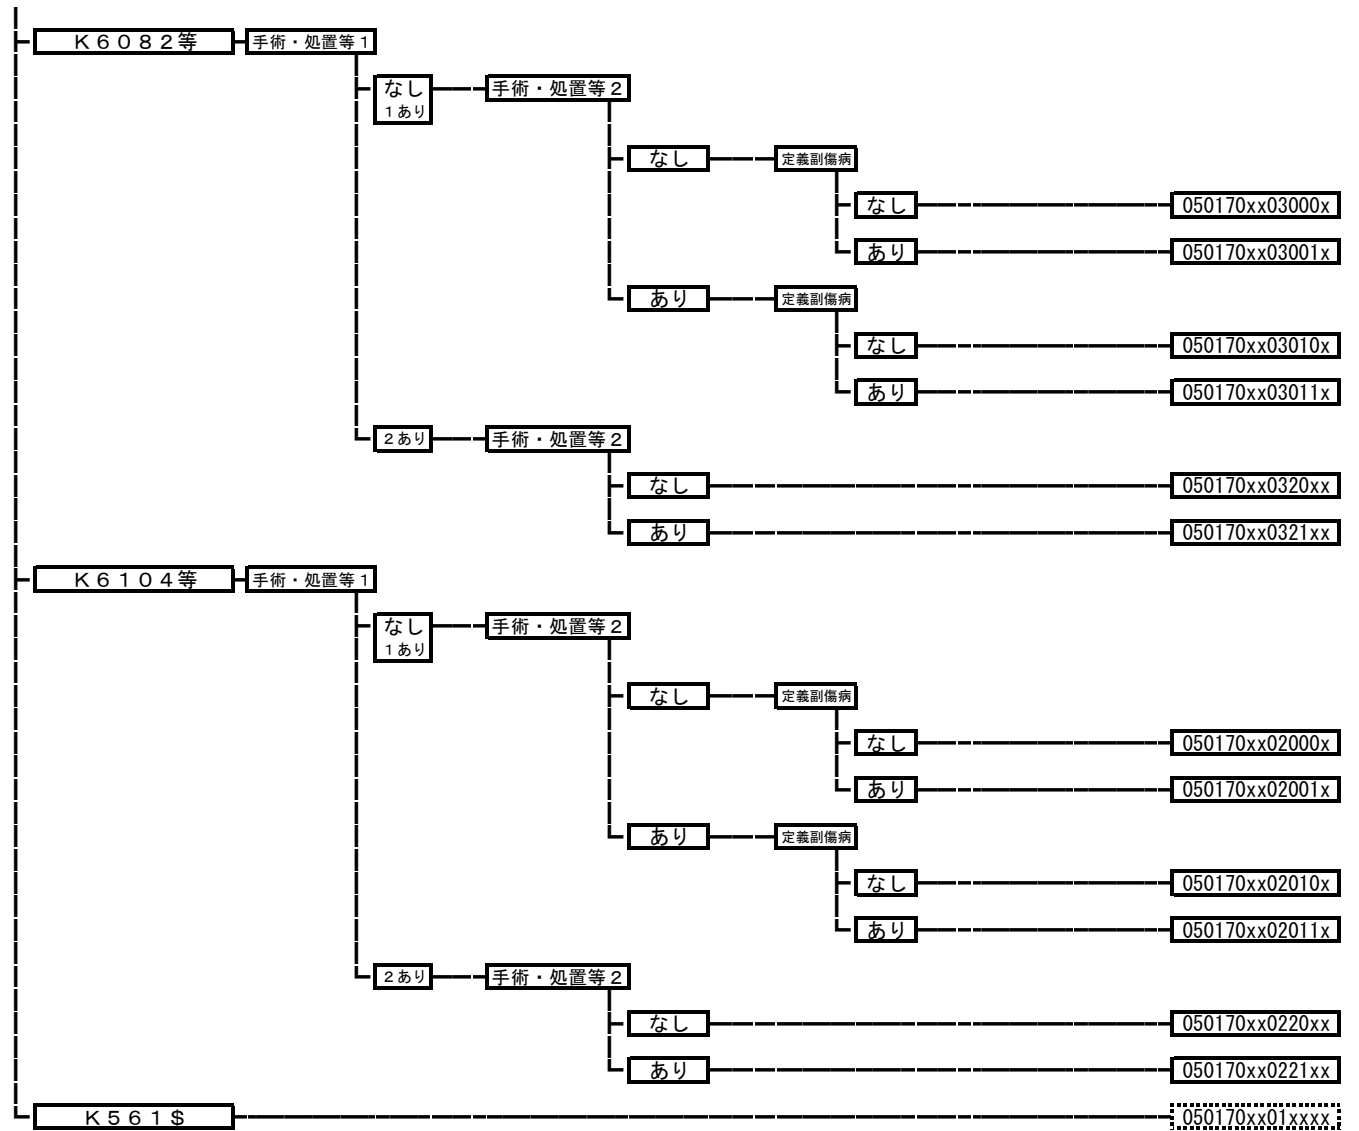 Ｋ６０８２等 手術・処置等１
なし 手術・処置等２
１あり
なし 定義副傷病
なし 050170xx03000x
あり 050170xx03001x
あり 定義副傷病
なし 050170xx03010x
あり 050170xx03011x
２あり 手術・処置等２
なし 050170xx0320xx
あり 050170xx0321xx
Ｋ６１０４等 手術・処置等１
なし 手術・処置等２
１あり
なし 定義副傷病
なし 050170xx02000x
あり 050170xx02001x
あり 定義副傷病
なし 050170xx02010x
あり 050170xx02011x
２あり 手術・処置等２
なし 050170xx0220xx
あり 050170xx0221xx
Ｋ５６１＄ 050170xx01xxxx